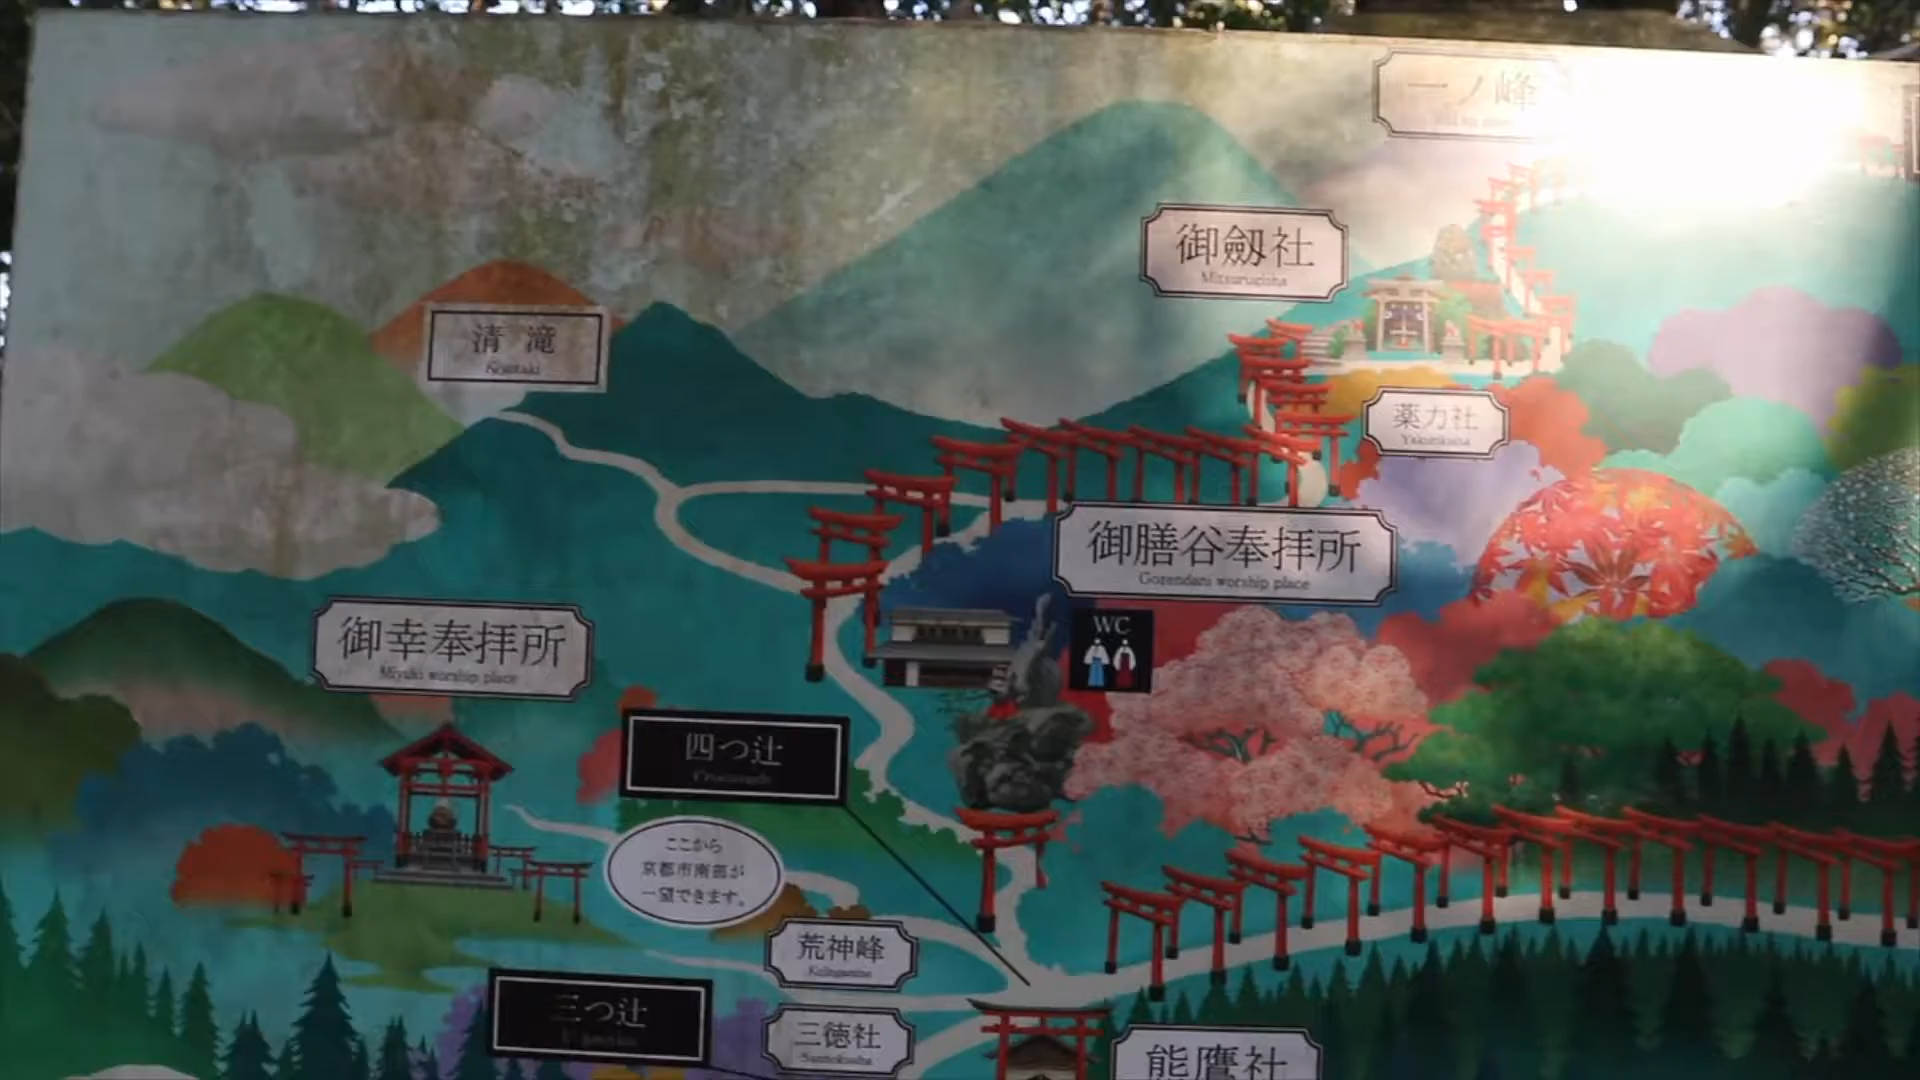 一ノ峰
御劔社
Mitsurugisha
清滝
Kiyotaki
薬力社
Yakurikisha
御膳谷奉拝所
Gozendani worship place
御幸奉拝所
Miyuki worship place
WC
四つ辻
ここから
京都市南部が
一望できます。
荒神峰
三つ辻
三徳社
Santokusha
熊鷹社